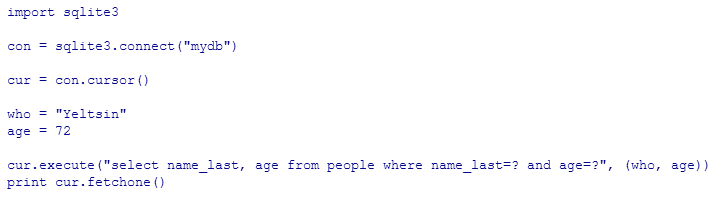 import sqlite3
con = sqlite3.connect("mydb")
cur = con.cursor()
who = "Yeltsin"
age = 72
cur.execute("select name_last, age from people where name_last=? and age=?", (who, age))
print cur.fetchone()